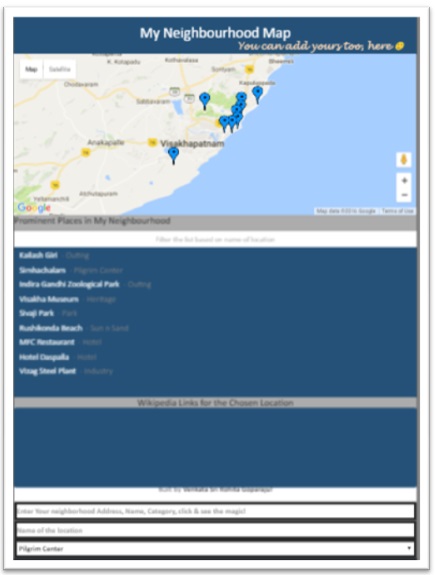 My Neighbourhood Map
You can add yours too, here
Map Satellite
K. Kotapadu
Kothavalasa
Bheemili
Sontyam
Chodavaram
Sabbavaram
Kapuluppada
Anakapalle
Visakhapatnam
Atchutapuram
Yellamanchili
Google
Map data ©2016 Google Terms of Use
Prominent Places in My Neighbourhood
Filter the list based on name of location
Kailash Giri - Outing
Simhachalam - Pilgrim Center
Indira Gandhi Zoological Park - Outing
Visakha Museum - Heritage
Sivaji Park - Park
Rushikonda Beach - Sun n Sand
MFC Restaurant - Hotel
Hotel Daspalla - Hotel
Vizag Steel Plant - Industry
Wikipedia Links for the Chosen Location
Built By Venkata Sri Rohita
Enter Your neighborhood Address, Name, Category, click & see the magic!
Name of the location
Pilgrim Center